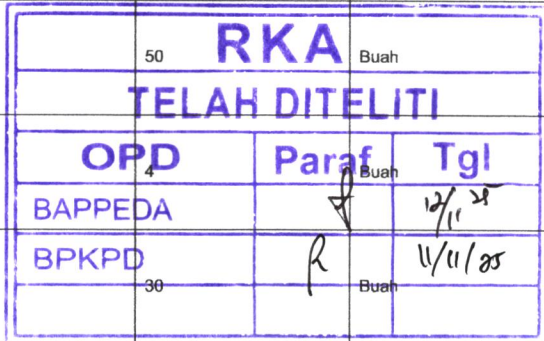 50 RKA Buah
TELAH DITELITI
OPD Paraf Tgl
4 Buah
BAPPEDA 12/11 25
BPKPD 11/11/25
30 Buah